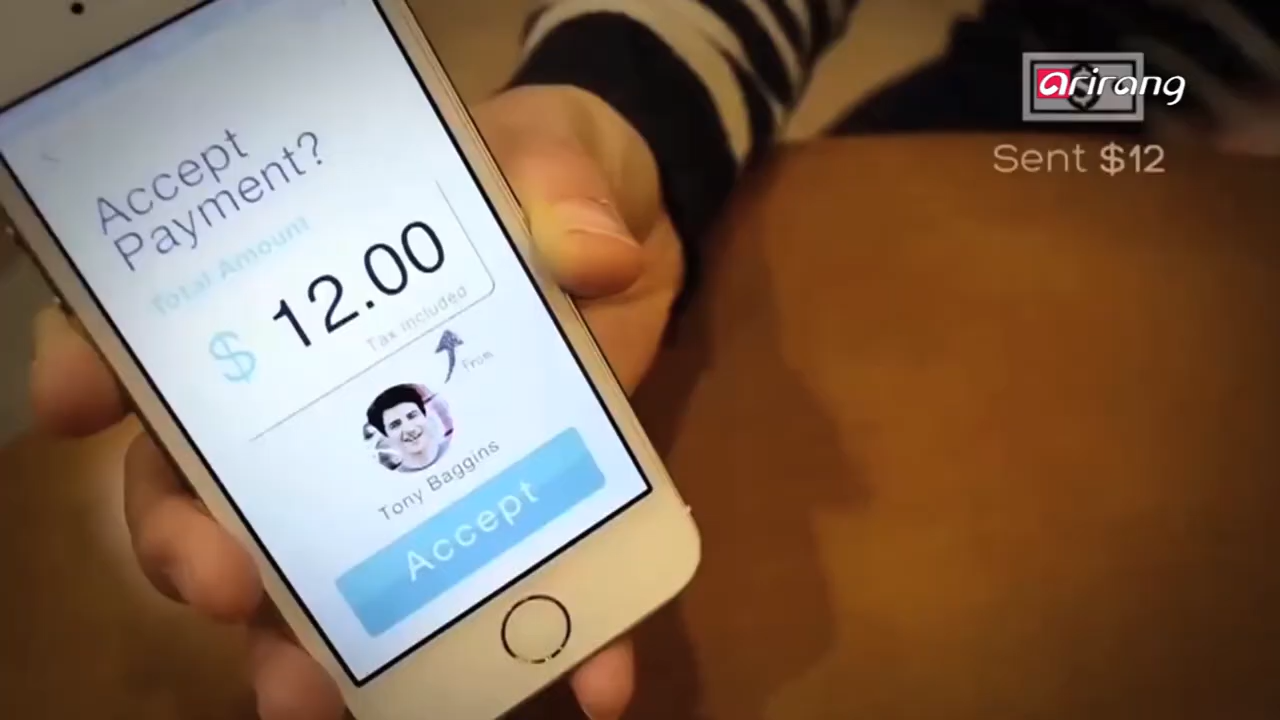 Accept
Payment?
Total Amount
$ 12.00
Tax included
From
Tony Baggins
Accept
arirang
Sent $12